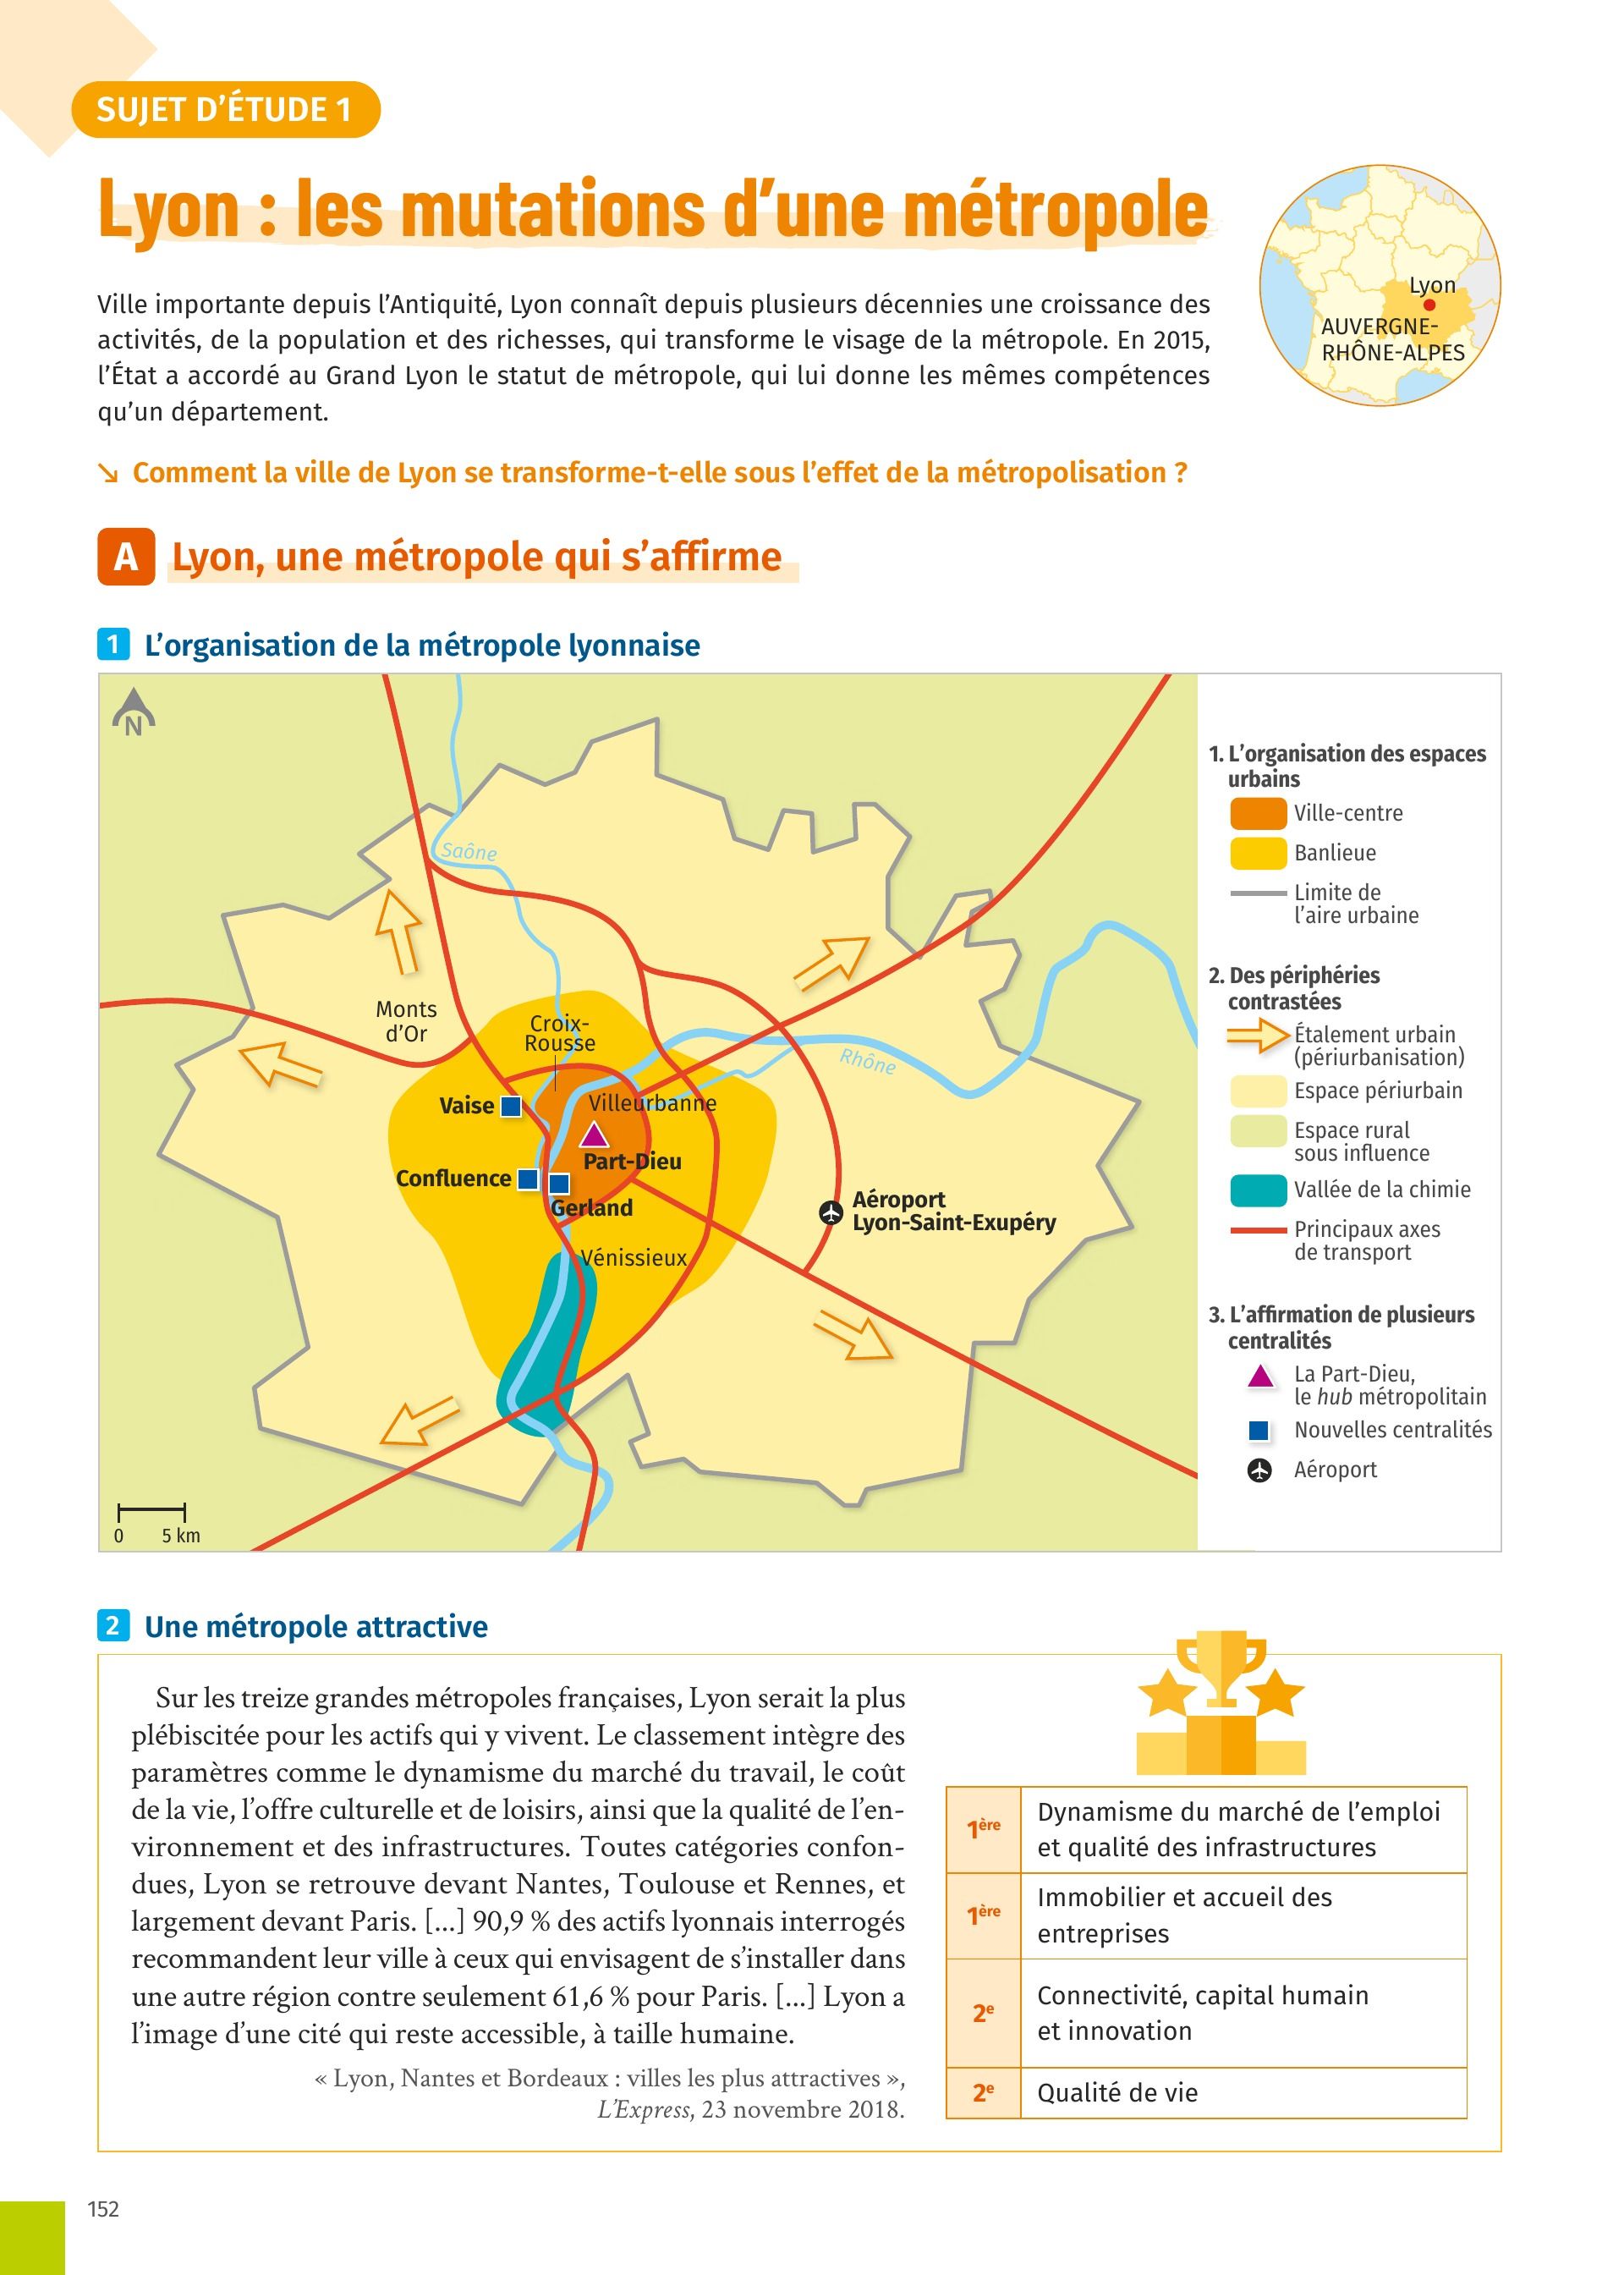 SUJET D'ÉTUDE 1
Lyon : les mutations d'une métropole
Ville importante depuis l'Antiquité, Lyon connaît depuis plusieurs décennies une croissance des
activités, de la population et des richesses, qui transforme le visage de la métropole. En 2015,
l'État a accordé au Grand Lyon le statut de métropole, qui lui donne les mêmes compétences
qu'un département.
Lyon
AUVERGNE-
RHÔNE-ALPES
↘ Comment la ville de Lyon se transforme-t-elle sous l'effet de la métropolisation ?
A Lyon, une métropole qui s'affirme
1 L'organisation de la métropole lyonnaise
N
Saône
Monts
d'Or
Croix-
Rousse
Rhône
Vaise
Villeurbanne
Part-Dieu
Confluence
Gerland
Aéroport
Lyon-Saint-Exupéry
Vénissieux
0 5 km
1. L'organisation des espaces
urbains
Ville-centre
Banlieue
Limite de
l'aire urbaine
2. Des périphéries
contrastées
Étalement urbain
(périurbanisation)
Espace périurbain
Espace rural
sous influence
Vallée de la chimie
Principaux axes
de transport
3. L'affirmation de plusieurs
centralités
La Part-Dieu,
le hub métropolitain
Nouvelles centralités
Aéroport
2 Une métropole attractive
Sur les treize grandes métropoles françaises, Lyon serait la plus
plébiscitée pour les actifs qui y vivent. Le classement intègre des
paramètres comme le dynamisme du marché du travail, le coût
de la vie, l'offre culturelle et de loisirs, ainsi que la qualité de l'en-
vironnement et des infrastructures. Toutes catégories confon-
dues, Lyon se retrouve devant Nantes, Toulouse et Rennes, et
largement devant Paris. [...] 90,9 % des actifs lyonnais interrogés
recommandent leur ville à ceux qui envisagent de s'installer dans
une autre région contre seulement 61,6 % pour Paris. [...] Lyon a
l'image d'une cité qui reste accessible, à taille humaine.
« Lyon, Nantes et Bordeaux : villes les plus attractives »,
L'Express, 23 novembre 2018.
1ère Dynamisme du marché de l'emploi
et qualité des infrastructures
1ère Immobilier et accueil des
entreprises
2e Connectivité, capital humain
et innovation
2e Qualité de vie
152